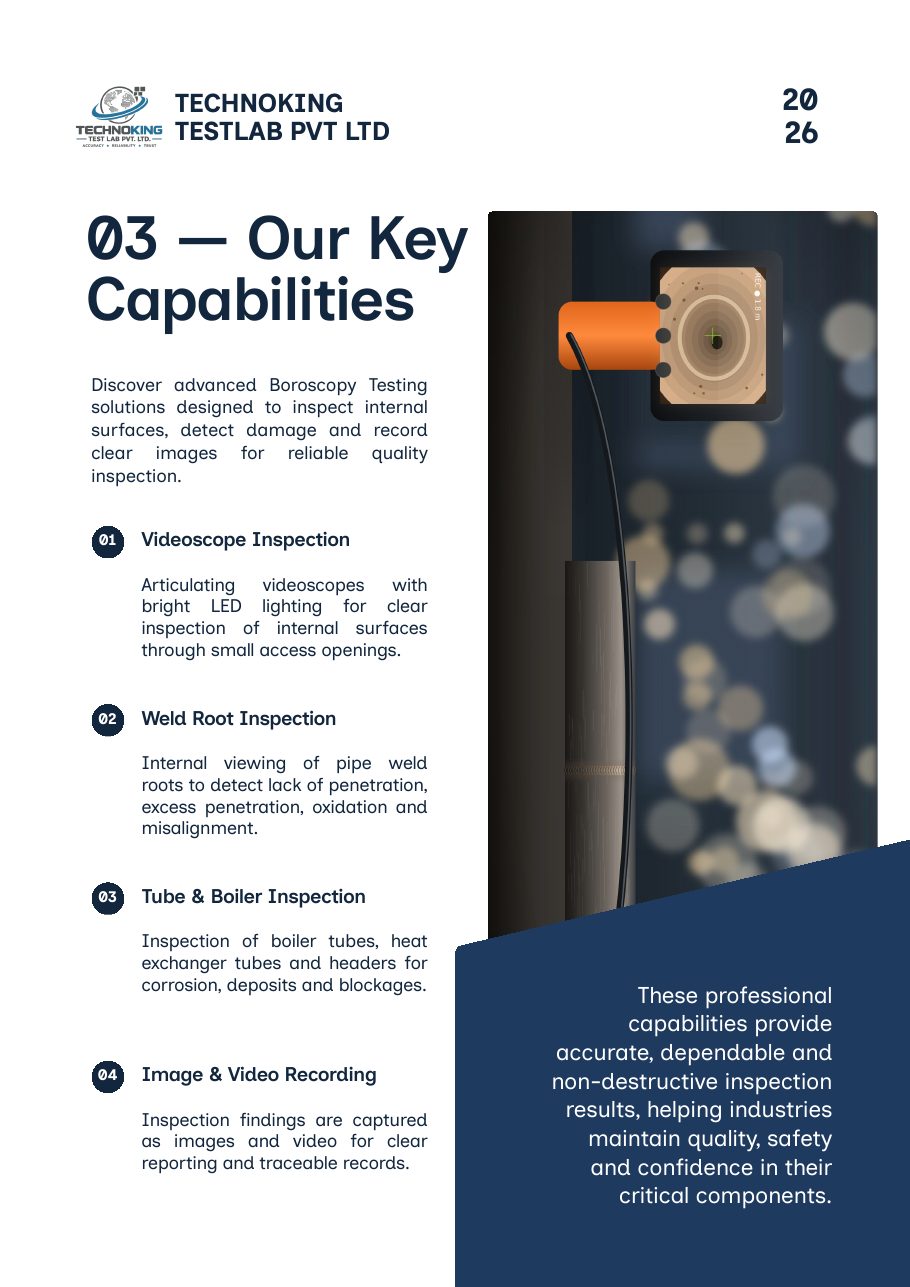 TECHNOKING
TEST LAB PVT. LTD.
ACCURACY • RELIABILITY • TRUST
TECHNOKING
TESTLAB PVT LTD
20
26
03 — Our Key
Capabilities
Discover advanced Boroscopy Testing
solutions designed to inspect internal
surfaces, detect damage and record
clear images for reliable quality
inspection.
01 Videoscope Inspection
Articulating videoscopes with
bright LED lighting for clear
inspection of internal surfaces
through small access openings.
02 Weld Root Inspection
Internal viewing of pipe weld
roots to detect lack of penetration,
excess penetration, oxidation and
misalignment.
03 Tube & Boiler Inspection
Inspection of boiler tubes, heat
exchanger tubes and headers for
corrosion, deposits and blockages.
04 Image & Video Recording
Inspection findings are captured
as images and video for clear
reporting and traceable records.
REC ● 1.8 m
These professional
capabilities provide
accurate, dependable and
non-destructive inspection
results, helping industries
maintain quality, safety
and confidence in their
critical components.